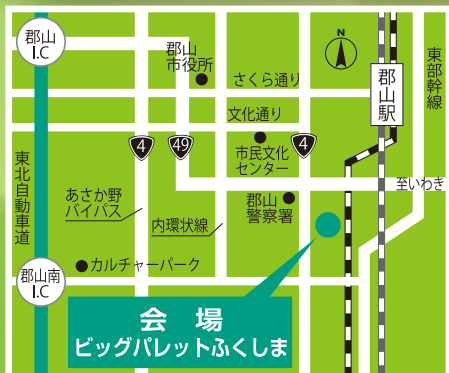 郡山
I.C
郡山
市役所
N
さくら通り
郡山駅
東部幹線
文化通り
4
49
市民文化
センター
4
東北自動車道
あさか野
バイパス
内環状線
郡山
警察署
至いわき
カルチャーパーク
郡山南
I.C
会場
ビッグパレットふくしま